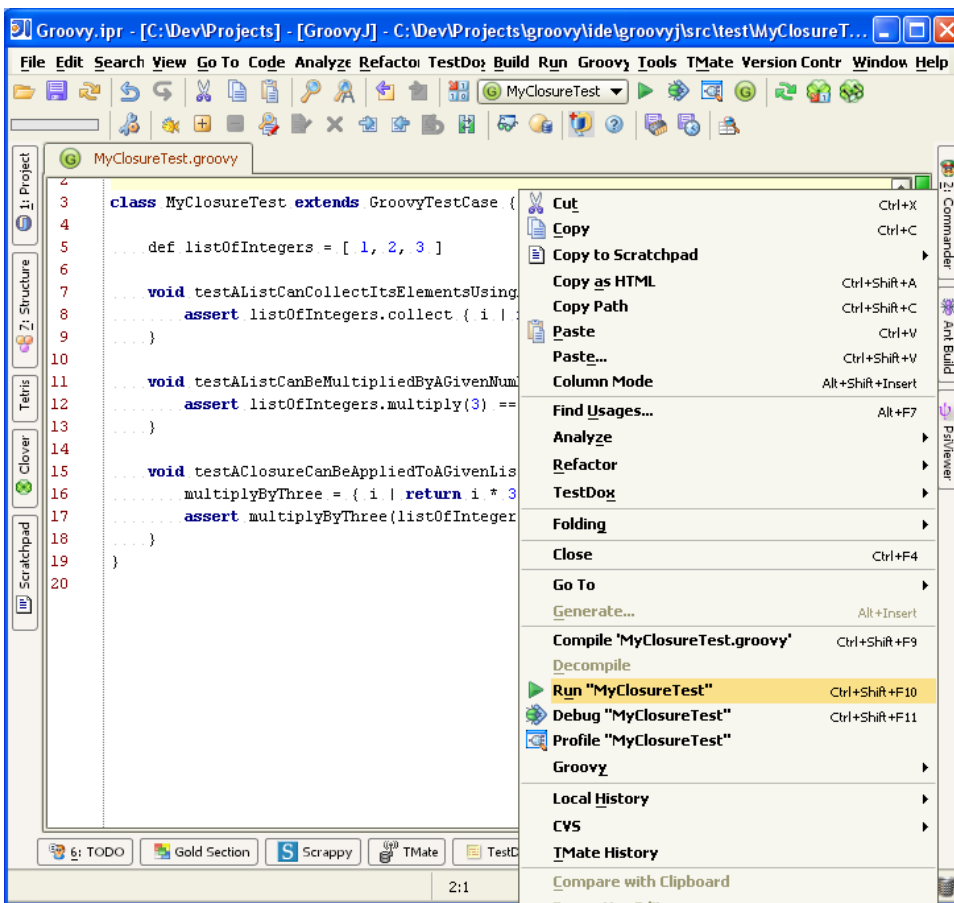 Groovy.ipr - [C:\Dev\Projects] - [GroovyJ] - C:\Dev\Projects\groovy\ide\groovyj\src\test\MyClosureT...
File Edit Search View Go To Code Analyze Refactor TestDox Build Run Groovy Tools TMate Version Contr Window Help
MyClosureTest
1: Project
7: Structure
Tetris
Clover
Scratchpad
MyClosureTest.groovy
2
3 class MyClosureTest extends GroovyTestCase {
4
5 def listOfIntegers = [ 1, 2, 3 ]
6
7 void testAListCanCollectItsElementsUsing
8 assert listOfIntegers.collect { i |
9 }
10
11 void testAListCanBeMultipliedByAGivenNum
12 assert listOfIntegers.multiply(3) ==
13 }
14
15 void testAClosureCanBeAppliedToAGivenLis
16 multiplyByThree = { i | return i * 3
17 assert multiplyByThree(listOfInteger
18 }
19 }
20
Cut Ctrl+X
Copy Ctrl+C
Copy to Scratchpad
Copy as HTML Ctrl+Shift+A
Copy Path Ctrl+Shift+C
Paste Ctrl+V
Paste... Ctrl+Shift+V
Column Mode Alt+Shift+Insert
Find Usages... Alt+F7
Analyze
Refactor
TestDox
Folding
Close Ctrl+F4
Go To
Generate... Alt+Insert
Compile 'MyClosureTest.groovy' Ctrl+Shift+F9
Decompile
Run "MyClosureTest" Ctrl+Shift+F10
Debug "MyClosureTest" Ctrl+Shift+F11
Profile "MyClosureTest"
Groovy
Local History
CVS
TMate History
Compare with Clipboard
2: Commander
Ant Build
PsiViewer
6: TODO Gold Section Scrappy TMate TestD
2:1